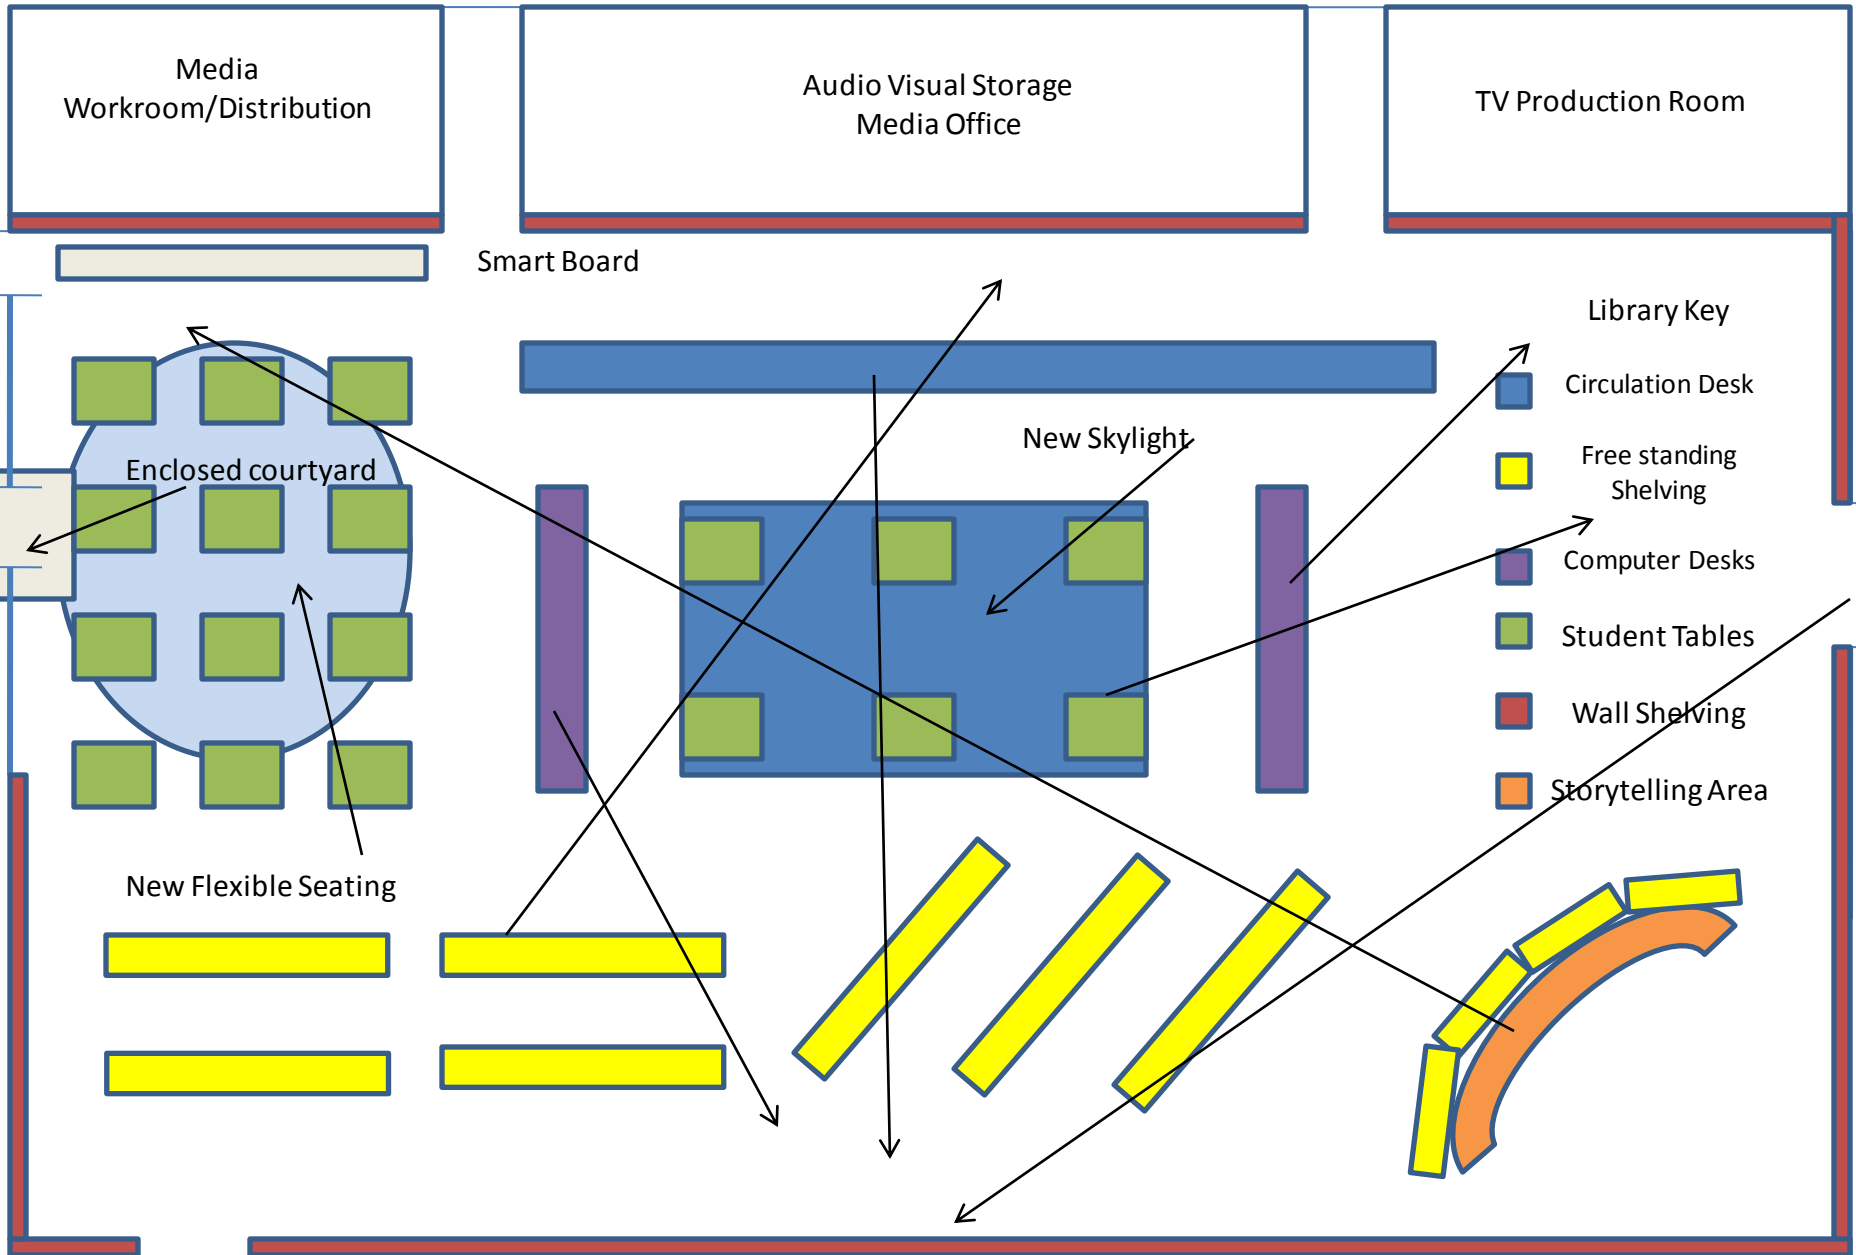 Media
Workroom/Distribution
Audio Visual Storage
Media Office
TV Production Room
Smart Board
Library Key
Circulation Desk
New Skylight
Free standing
Shelving
Enclosed courtyard
Computer Desks
Student Tables
Wall Shelving
Storytelling Area
New Flexible Seating